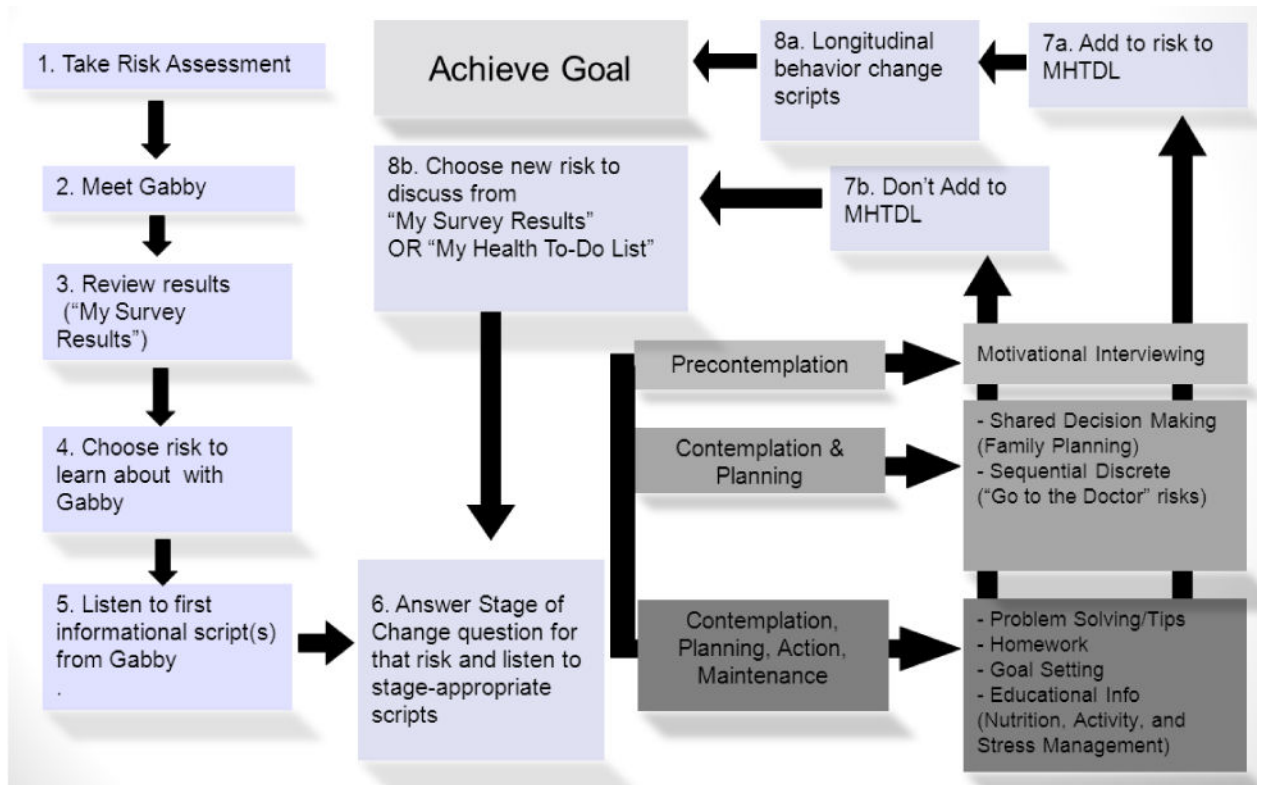 1. Take Risk Assessment
2. Meet Gabby
3. Review results
(“My Survey
Results”)
4. Choose risk to
learn about with
Gabby
5. Listen to first
informational script(s)
from Gabby
.
6. Answer Stage of
Change question for
that risk and listen to
stage-appropriate
scripts
Precontemplation
Contemplation &
Planning
Contemplation,
Planning, Action,
Maintenance
Motivational Interviewing
- Shared Decision Making
(Family Planning)
- Sequential Discrete
(“Go to the Doctor” risks)
- Problem Solving/Tips
- Homework
- Goal Setting
- Educational Info
(Nutrition, Activity, and
Stress Management)
7a. Add to risk to
MHTDL
7b. Don’t Add to
MHTDL
8a. Longitudinal
behavior change
scripts
8b. Choose new risk to
discuss from
“My Survey Results”
OR “My Health To-Do List”
Achieve Goal